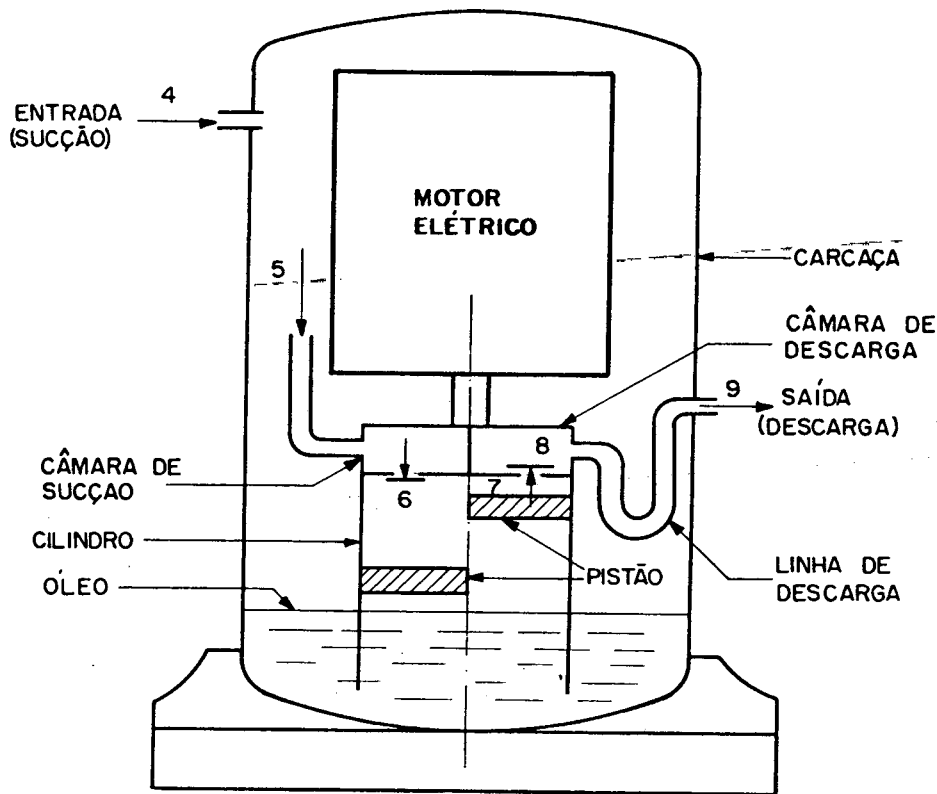 4
ENTRADA
(SUCÇÃO)
MOTOR
ELÉTRICO
5
CARCAÇA
CÂMARA DE
DESCARGA
9
SAÍDA
(DESCARGA)
8
CÂMARA DE
SUCÇAO
6
7
CILINDRO
ÓLEO
PISTÃO
LINHA DE
DESCARGA